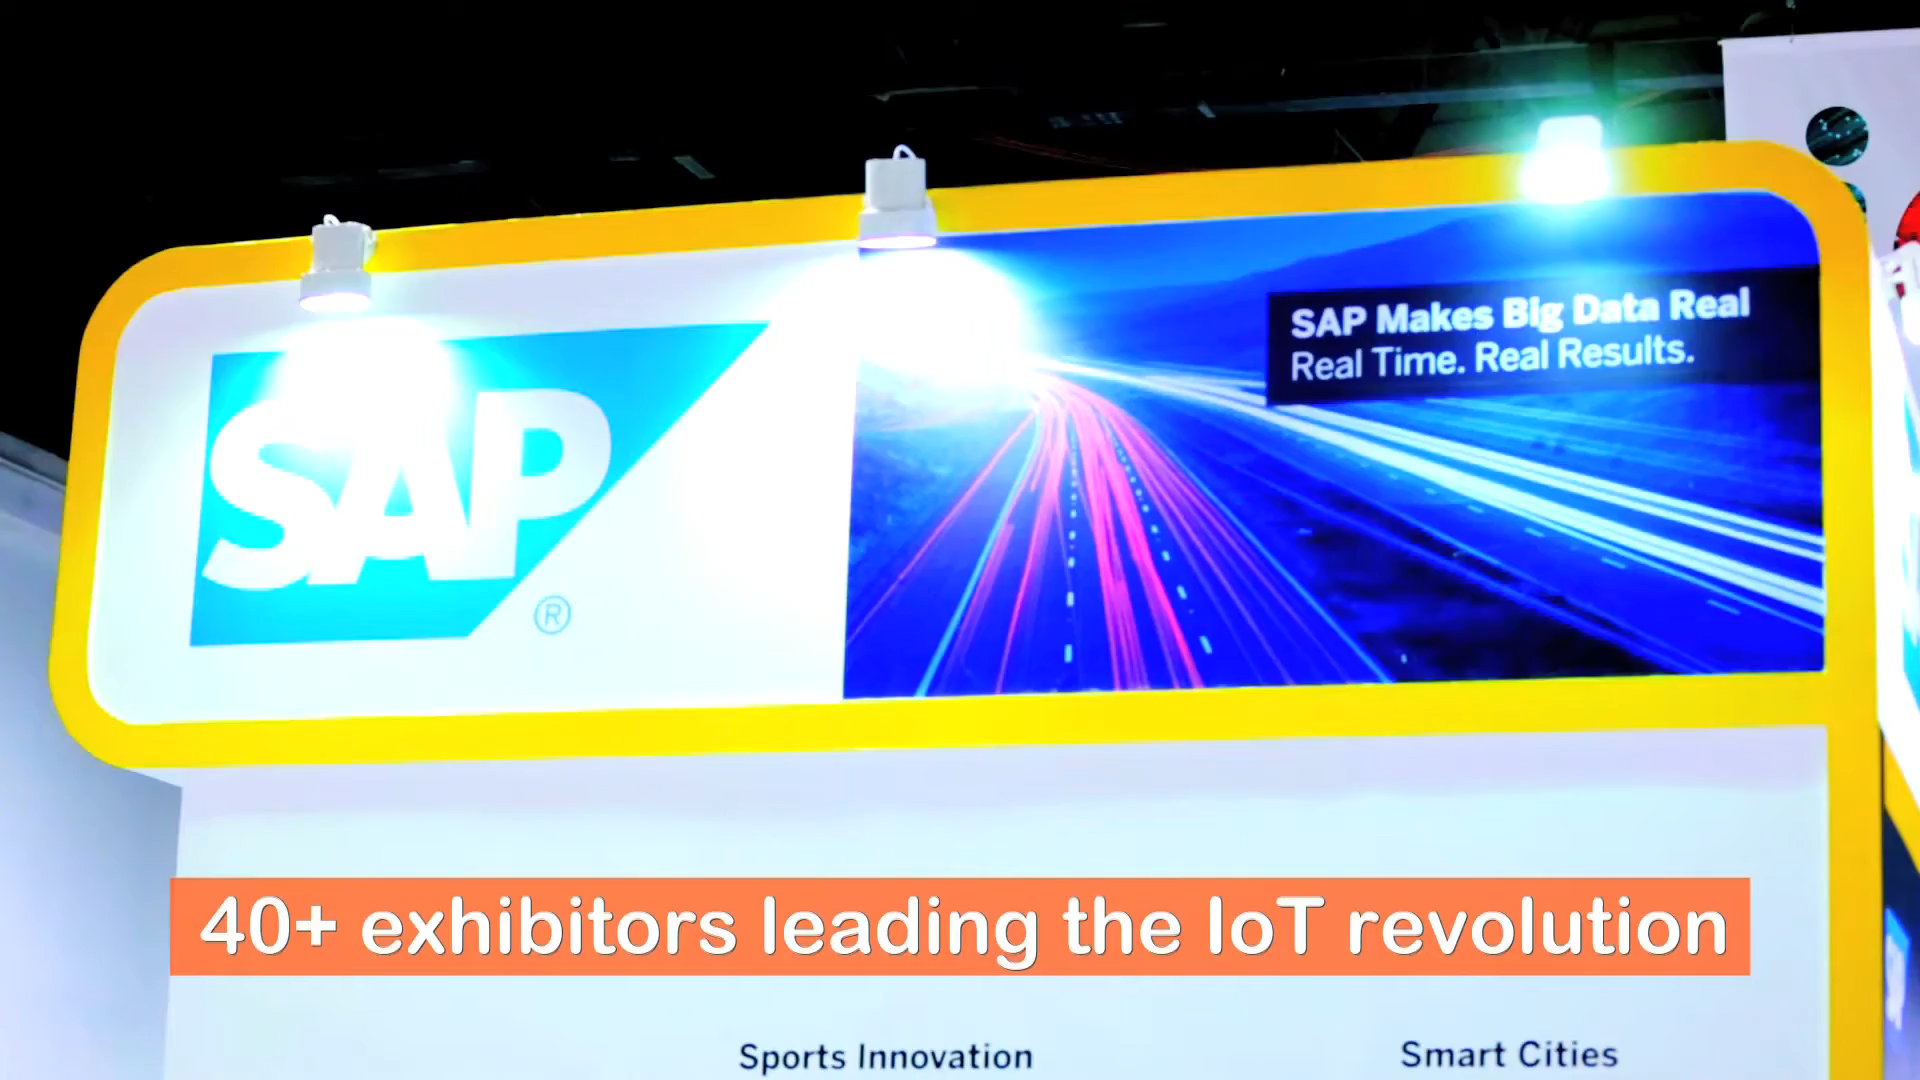 SAP
®
SAP Makes Big Data Real
Real Time. Real Results.
40+ exhibitors leading the IoT revolution
Sports Innovation
Smart Cities